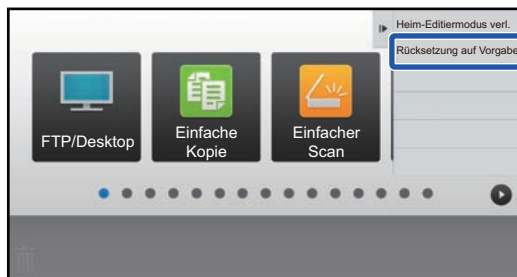 Heim-Editiermodus verl.
Rücksetzung auf Vorgabe
FTP/Desktop
Einfache
Kopie
Einfacher
Scan